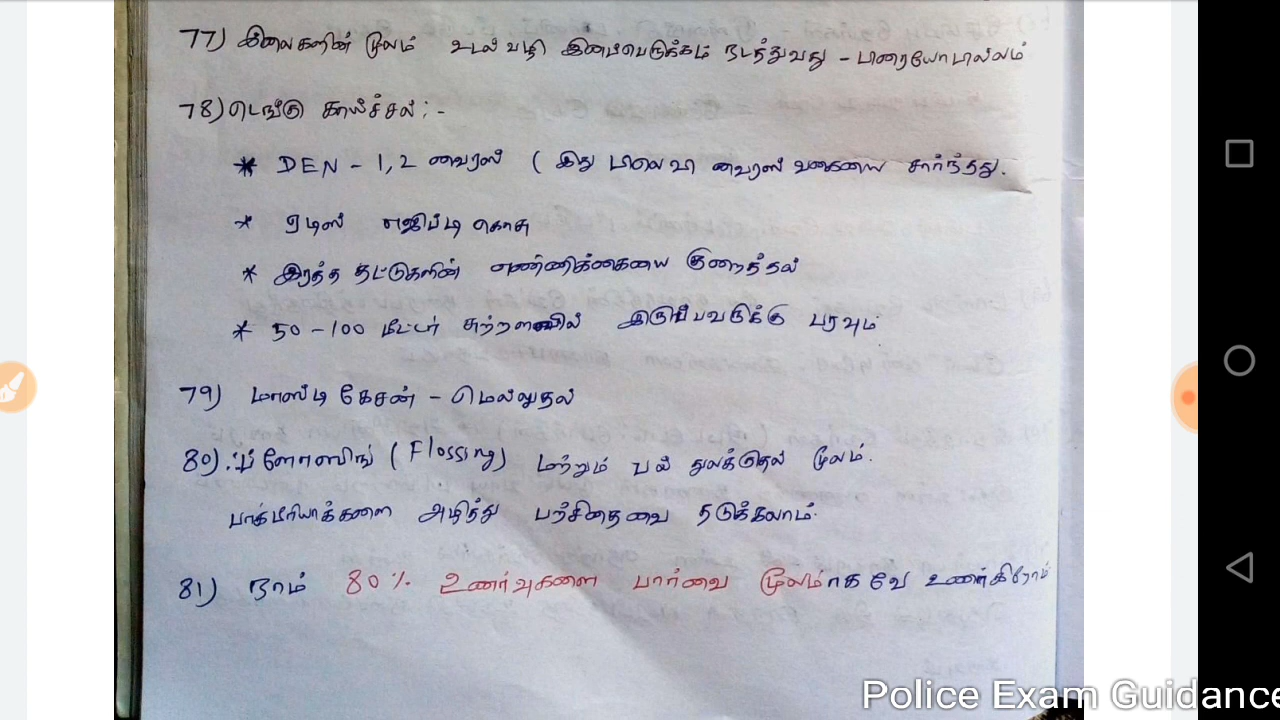 77) இலைகளின் மூலம் உடல் வழி இனப்பெருக்கம் நடத்துவது - பிரையோபில்லம்
78) டெங்கு காய்ச்சல் :-
* DEN - 1, 2 வைரஸ் ( இது பிலெவி வைரஸ் வகையை சார்ந்தது.
* ஏடிஸ் எஜிப்டி கொசு
* இரத்த தட்டுகளின் எண்ணிக்கையை குறைத்தல்
* 50 - 100 மீட்டர் சுற்றளவில் இருப்பவருக்கு பரவும்
79) மாஸ்டிகேசன் - மெல்லுதல்
80) ஃப்ளோஸிங் ( Flossing) மற்றும் பல் துலக்குதல் மூலம்.
பாக்டீரியாக்களை அழித்து பற்சிதைவை தடுக்கலாம்.
81) நாம் 80% உணர்வுகளை பார்வை மூலமாகவே உணர்கிறோம்
Police Exam Guidance